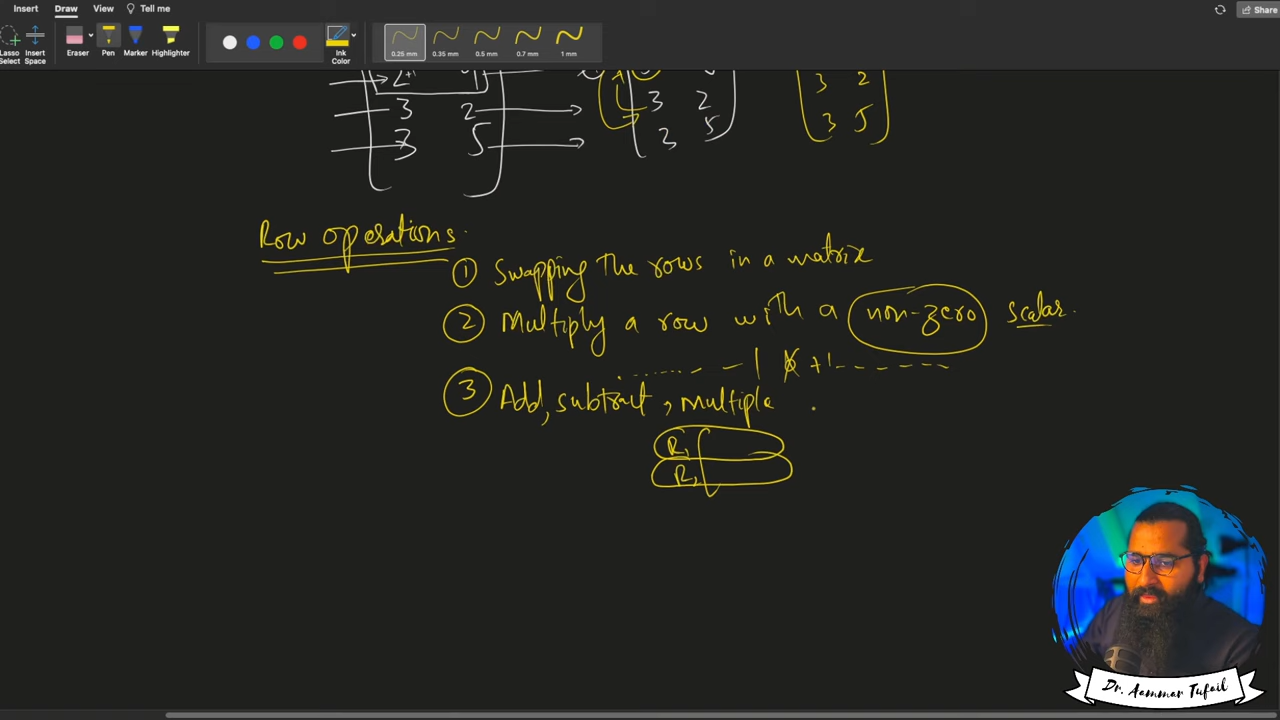 Insert Draw View Tell me
Share
Lasso Select Insert Space Eraser Pen Marker Highlighter Ink Color 0.25 mm 0.35 mm 0.5 mm 0.7 mm 1 mm
3 2 3 2 3 2
3 5 3 5 3 5
Row operations.
① Swapping the rows in a matrix
② Multiply a row with a non-zero scalar.
③ Add, subtract, multiple
R₁
R₂
Dr. Aammar Tufail